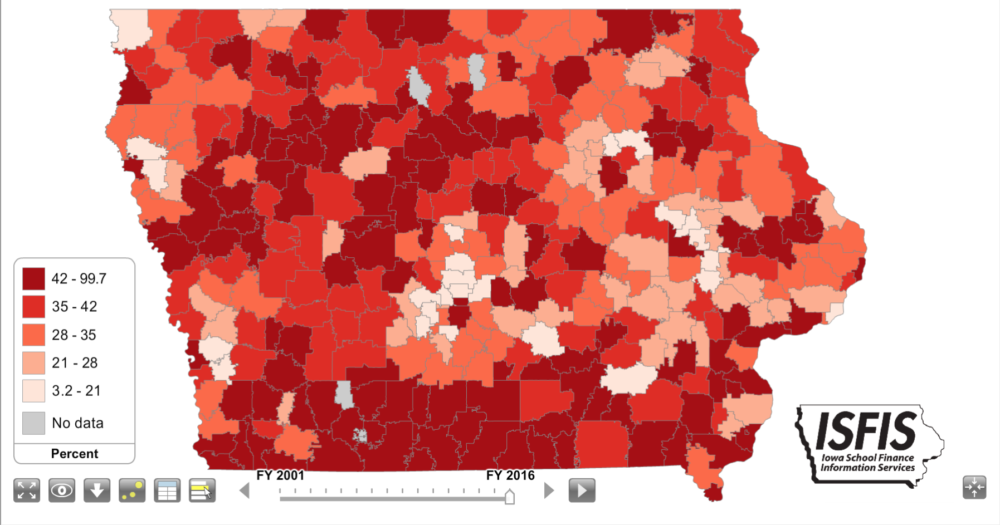 42 - 99.7
35 - 42
28 - 35
21 - 28
3.2 - 21
No data
Percent
FY 2001
FY 2016
ISFIS
Iowa School Finance
Information Services